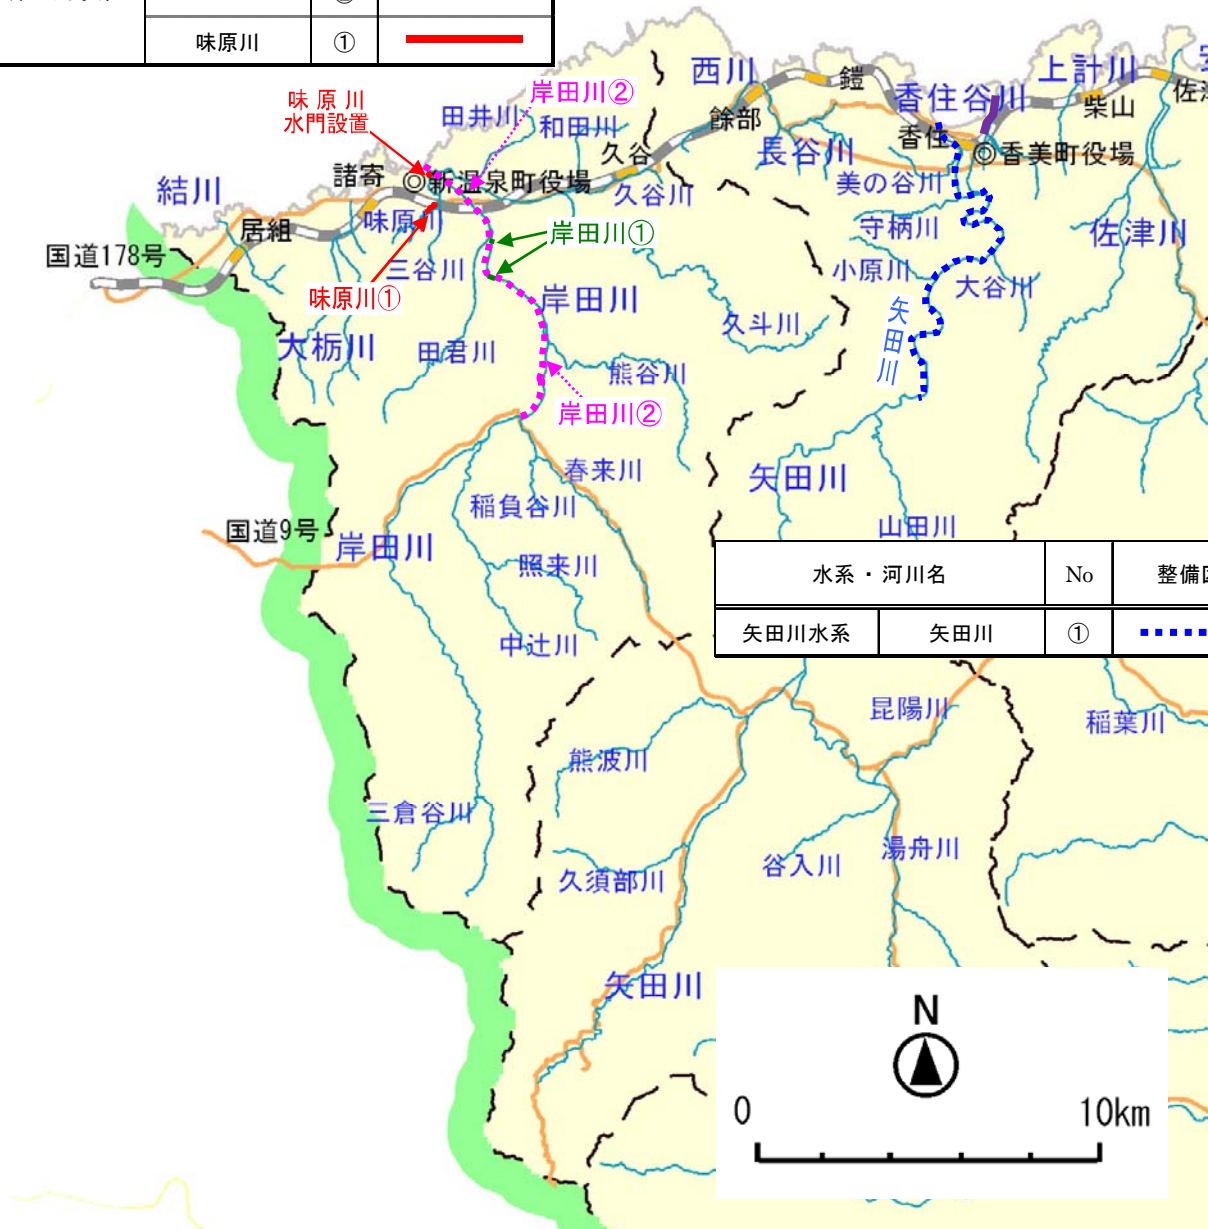 ②
味原川 ①
味原川
水門設置
田井川
岸田川②
和田川
西川
鎧
餘部
香住谷川
上計川
柴山
佐津
香住
◎香美町役場
長谷川
久谷
諸寄
◎新温泉町役場
久谷川
美の谷川
結川
居組
味原川
守柄川
佐津川
国道178号
岸田川①
三谷川
小原川
大谷川
味原川①
岸田川
久斗川
矢田川
大栃川
田君川
熊谷川
岸田川②
春来川
矢田川
稲負谷川
山田川
国道9号
岸田川
照来川
水系・河川名 No 整備区
矢田川水系 矢田川 ①
中辻川
昆陽川
稲葉川
熊波川
三倉谷川
湯舟川
谷入川
久須部川
矢田川
N
0 10km